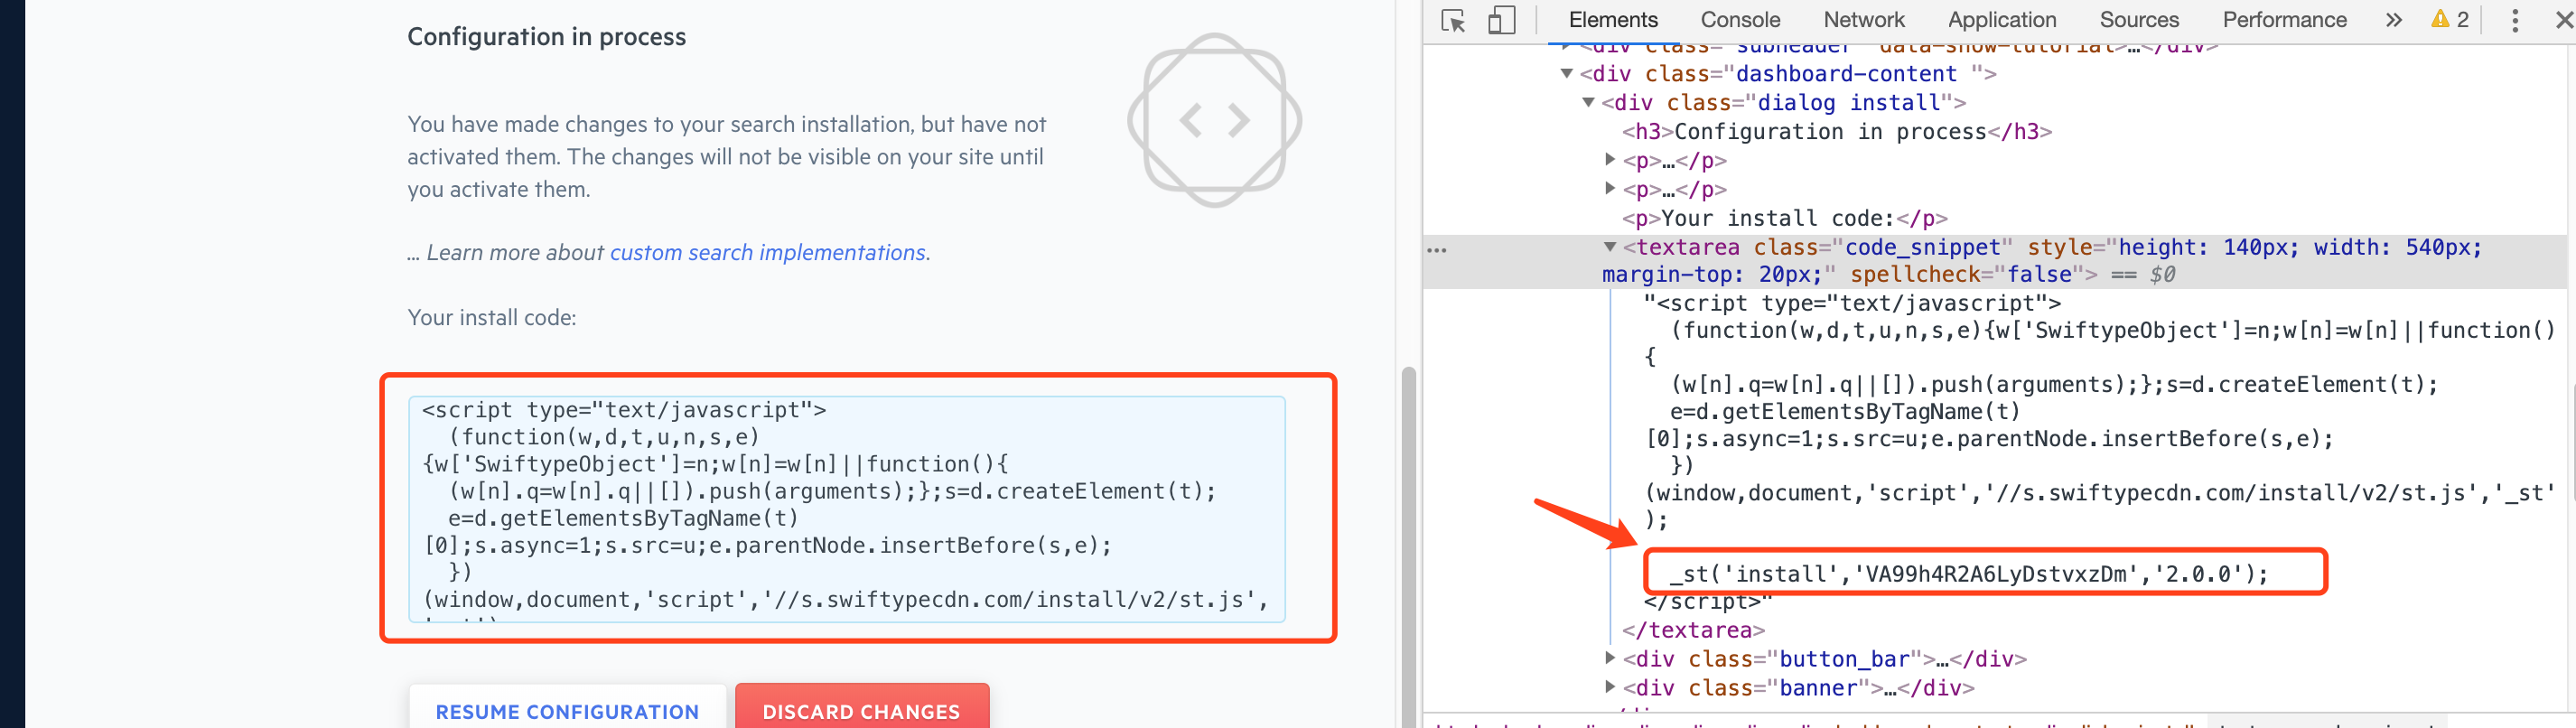 Configuration in process
You have made changes to your search installation, but have not
activated them. The changes will not be visible on your site until
you activate them.
... Learn more about custom search implementations.
Your install code:
<script type="text/javascript">
(function(w,d,t,u,n,s,e)
{w['SwiftypeObject']=n;w[n]=w[n]||function(){
(w[n].q=w[n].q||[]).push(arguments);};s=d.createElement(t);
e=d.getElementsByTagName(t)
[0];s.async=1;s.src=u;e.parentNode.insertBefore(s,e);
})
(window,document,'script','//s.swiftypecdn.com/install/v2/st.js',
RESUME CONFIGURATION DISCARD CHANGES
Elements Console Network Application Sources Performance » 2
<div class="subheader" data-show-tutorial>…</div>
<div class="dashboard-content ">
<div class="dialog install">
<h3>Configuration in process</h3>
<p>…</p>
<p>…</p>
<p>Your install code:</p>
<textarea class="code_snippet" style="height: 140px; width: 540px;
margin-top: 20px;" spellcheck="false"> == $0
"<script type="text/javascript">
(function(w,d,t,u,n,s,e){w['SwiftypeObject']=n;w[n]=w[n]||function()
{
(w[n].q=w[n].q||[]).push(arguments);};s=d.createElement(t);
e=d.getElementsByTagName(t)
[0];s.async=1;s.src=u;e.parentNode.insertBefore(s,e);
})
(window,document,'script','//s.swiftypecdn.com/install/v2/st.js','_st'
);
_st('install','VA99h4R2A6LyDstvxzDm','2.0.0');
</script>"
</textarea>
<div class="button_bar">…</div>
<div class="banner">…</div>